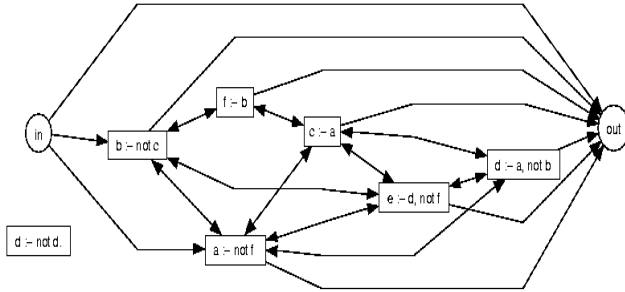 f :- b
in
out
b :- not c
c :- a
d :- a, not b
e :- d, not f
d :- not d.
a :- not f